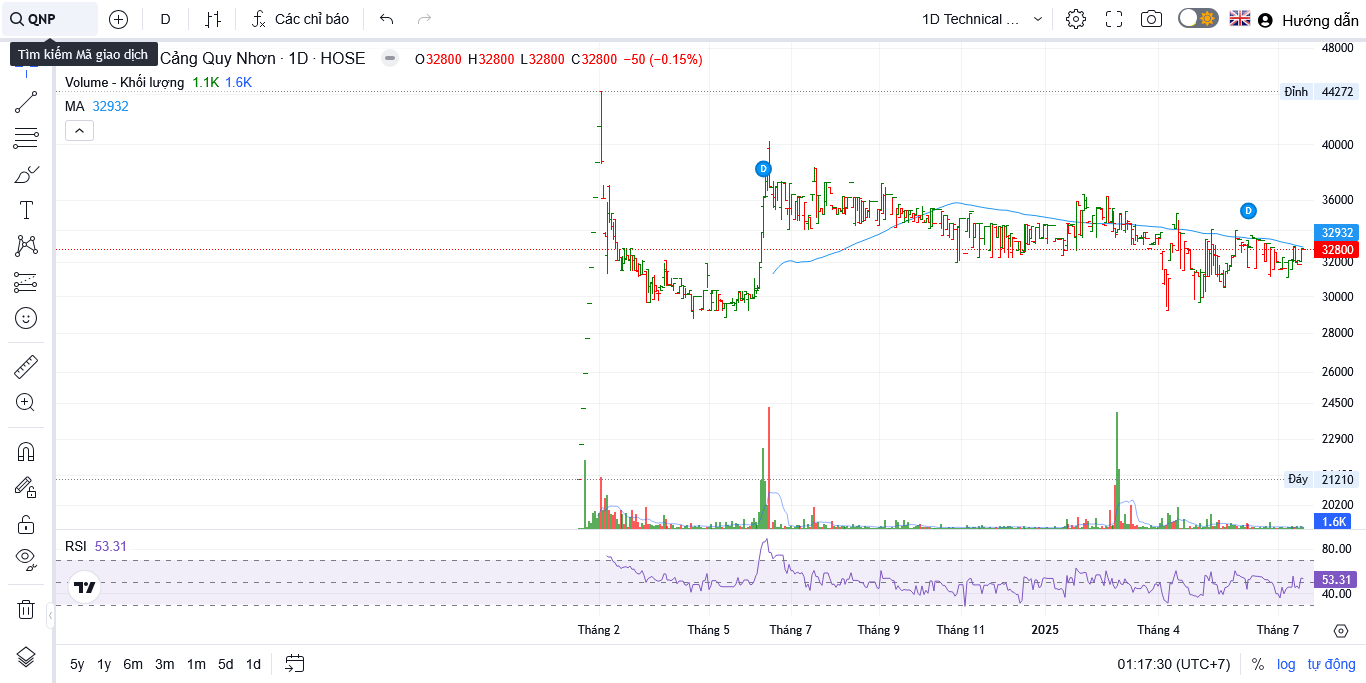 QNP
D
Các chỉ báo
1D Technical ...
Hướng dẫn
Tìm kiếm Mã giao dịch
Cảng Quy Nhơn · 1D · HOSE
O32800 H32800 L32800 C32800 −50 (−0.15%)
Volume - Khối lượng 1.1K 1.6K
MA 32932
48000
Đỉnh 44272
40000
D
36000
D
32932
32800
32000
30000
28000
26000
24500
22900
Đáy 21210
20200
1.6K
RSI 53.31
80.00
53.31
40.00
Tháng 2 Tháng 5 Tháng 7 Tháng 9 Tháng 11 2025 Tháng 4 Tháng 7
5y 1y 6m 3m 1m 5d 1d
01:17:30 (UTC+7) % log tự động